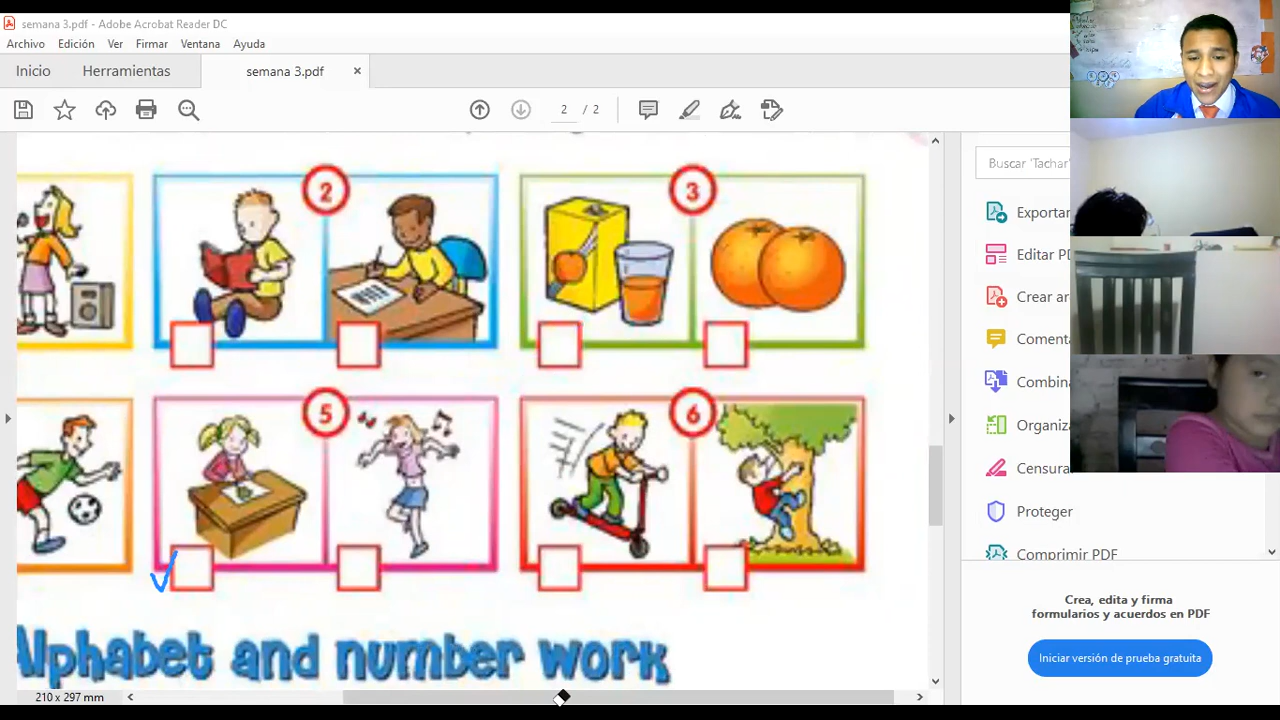 semana 3.pdf - Adobe Acrobat Reader DC
Archivo Edición Ver Firmar Ventana Ayuda
Inicio Herramientas semana 3.pdf ×
2 / 2
Buscar 'Tachar'
Exportar
Editar PD
Crear ar
Comenta
Combina
Organiza
Censura
Proteger
Comprimir PDF
2
3
5
6
Alphabet and number work
Crea, edita y firma
formularios y acuerdos en PDF
Iniciar versión de prueba gratuita
210 x 297 mm